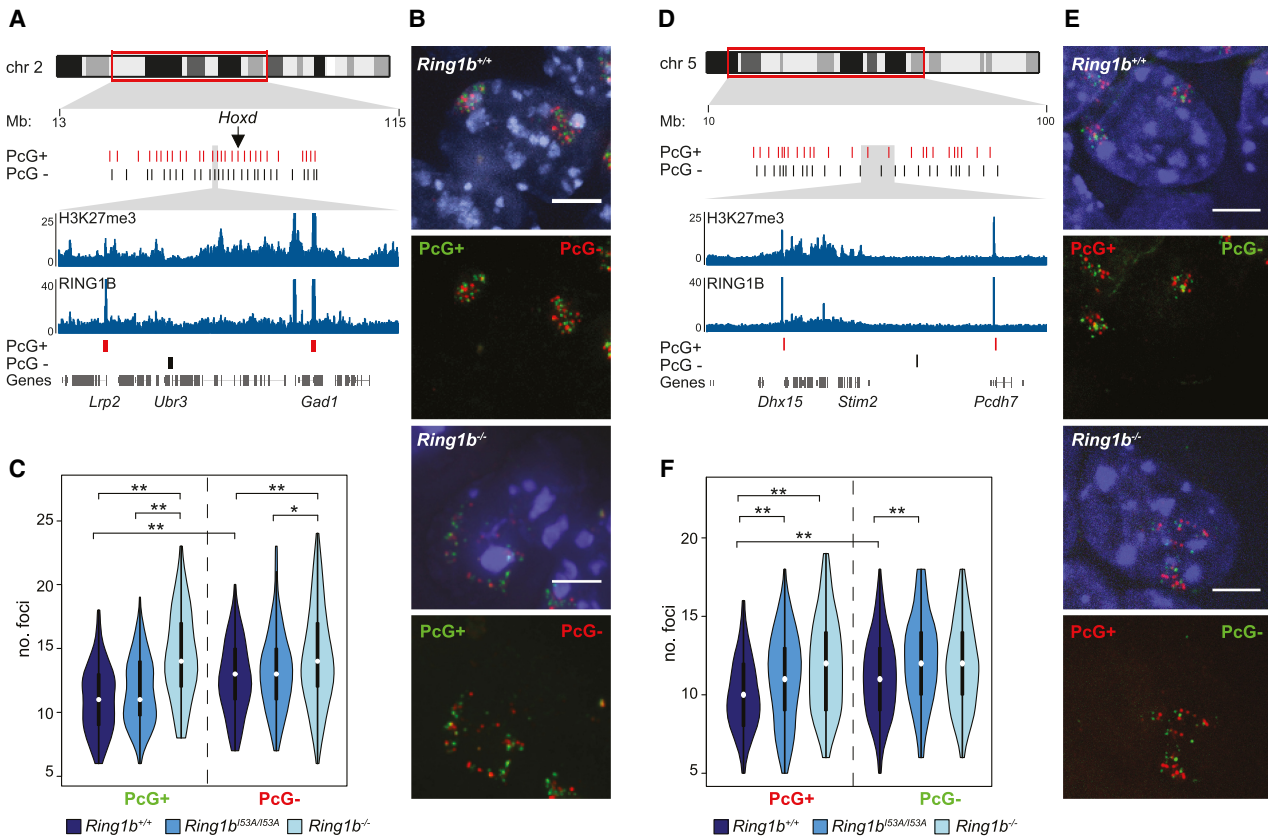 A
chr 2
13
115
Mb:
Hoxd
PcG+
PcG -
H3K27me3
25
0
RING1B
40
0
PcG+
PcG -
Genes
Lrp2
Ubr3
Gad1
B
Ring1b+/+
PcG+
PcG-
Ring1b-/-
PcG+
PcG-
C
no. foci
25
20
15
10
5
**
**
**
**
**
*
PcG+
PcG-
Ring1b+/+
Ring1bI53A/I53A
Ring1b-/-
D
chr 5
Mb:
10
100
PcG+
PcG -
H3K27me3
25
0
RING1B
40
0
PcG+
PcG -
Genes
Dhx15
Stim2
Pcdh7
E
Ring1b+/+
PcG+
PcG-
Ring1b-/-
PcG+
PcG-
F
no. foci
20
15
10
5
**
**
**
**
**
PcG+
PcG-
Ring1b+/+
Ring1bI53A/I53A
Ring1b-/-